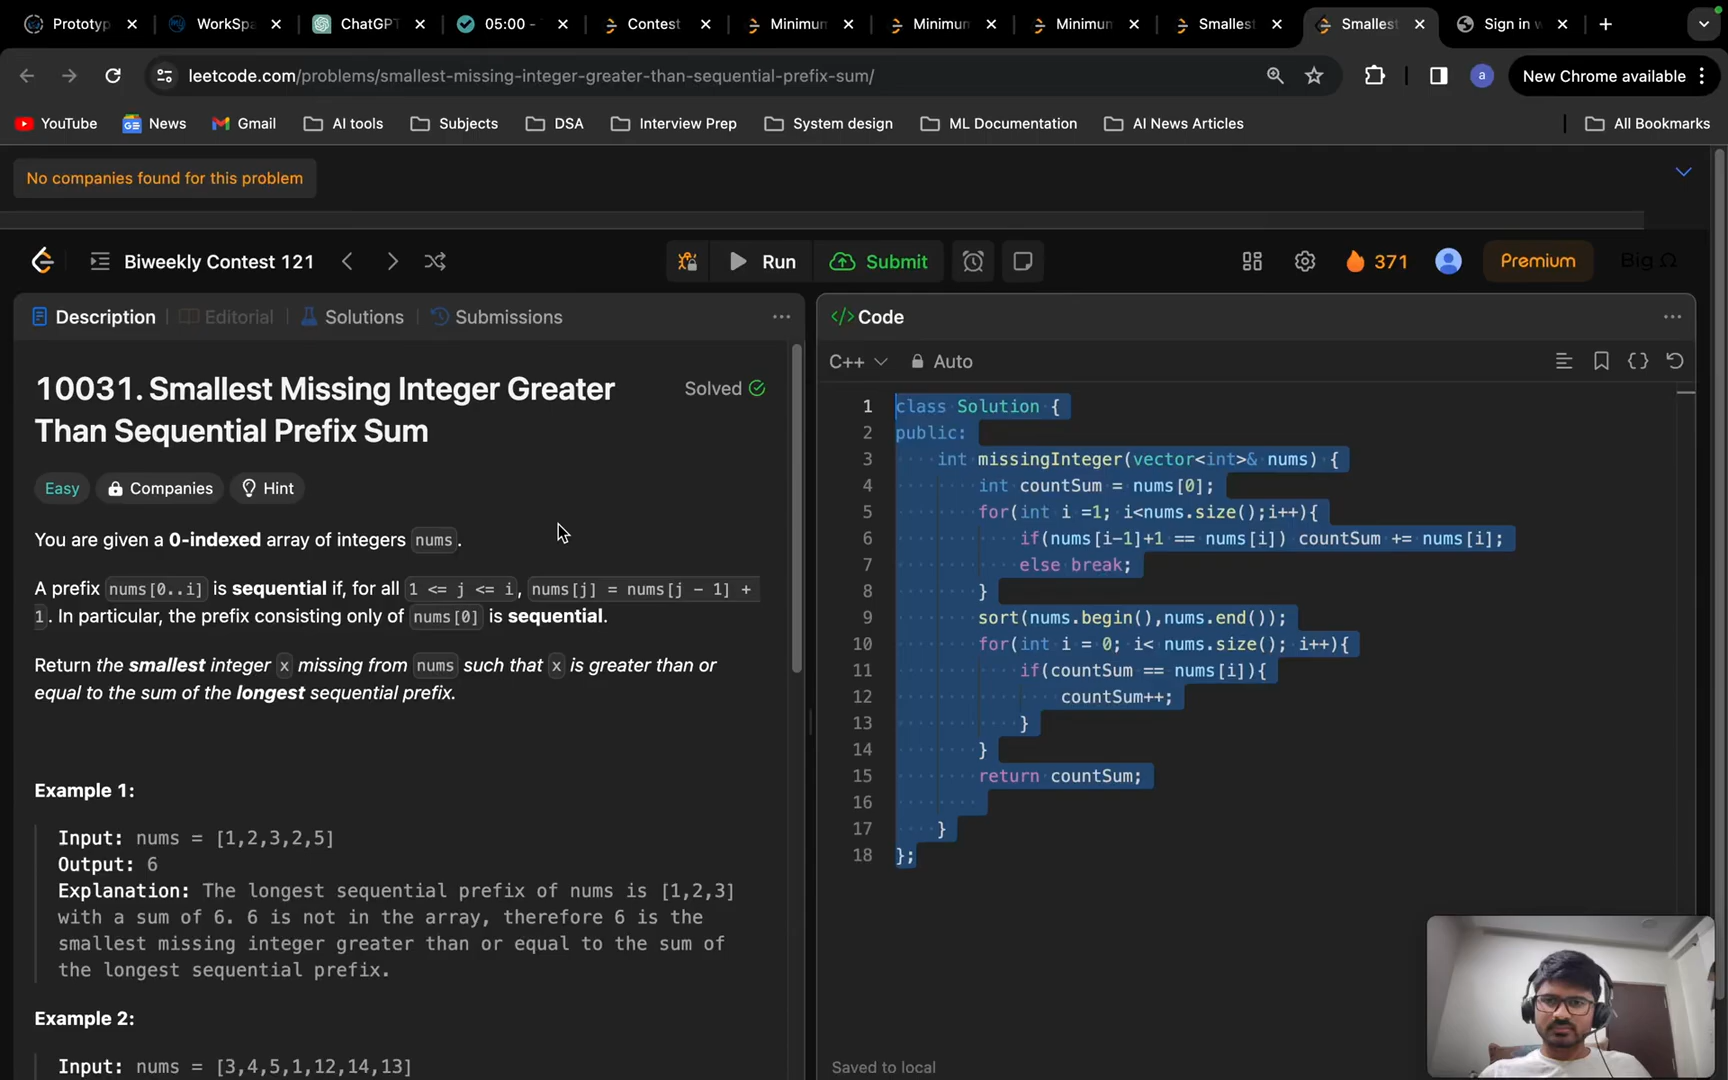 Prototyp
WorkSpa
ChatGPT
05:00 -
Contest
Minimum
Minimum
Minimum
Smallest
Smallest
Sign in w
leetcode.com/problems/smallest-missing-integer-greater-than-sequential-prefix-sum/
a
New Chrome available
YouTube
News
Gmail
AI tools
Subjects
DSA
Interview Prep
System design
ML Documentation
AI News Articles
All Bookmarks
No companies found for this problem
Biweekly Contest 121
Run
Submit
371
Premium
Big O
Description
Editorial
Solutions
Submissions
10031. Smallest Missing Integer Greater
Than Sequential Prefix Sum
Solved
Easy
Companies
Hint
You are given a 0-indexed array of integers nums.
A prefix nums[0..i] is sequential if, for all 1 <= j <= i, nums[j] = nums[j - 1] +
1. In particular, the prefix consisting only of nums[0] is sequential.
Return the smallest integer x missing from nums such that x is greater than or
equal to the sum of the longest sequential prefix.
Example 1:
Input: nums = [1,2,3,2,5]
Output: 6
Explanation: The longest sequential prefix of nums is [1,2,3]
with a sum of 6. 6 is not in the array, therefore 6 is the
smallest missing integer greater than or equal to the sum of
the longest sequential prefix.
Example 2:
Input: nums = [3,4,5,1,12,14,13]
</> Code
C++
Auto
1 class Solution {
2 public:
3 int missingInteger(vector<int>& nums) {
4 int countSum = nums[0];
5 for(int i =1; i<nums.size();i++){
6 if(nums[i-1]+1 == nums[i]) countSum += nums[i];
7 else break;
8 }
9 sort(nums.begin(),nums.end());
10 for(int i = 0; i< nums.size(); i++){
11 if(countSum == nums[i]){
12 countSum++;
13 }
14 }
15 return countSum;
16
17 }
18 };
Saved to local